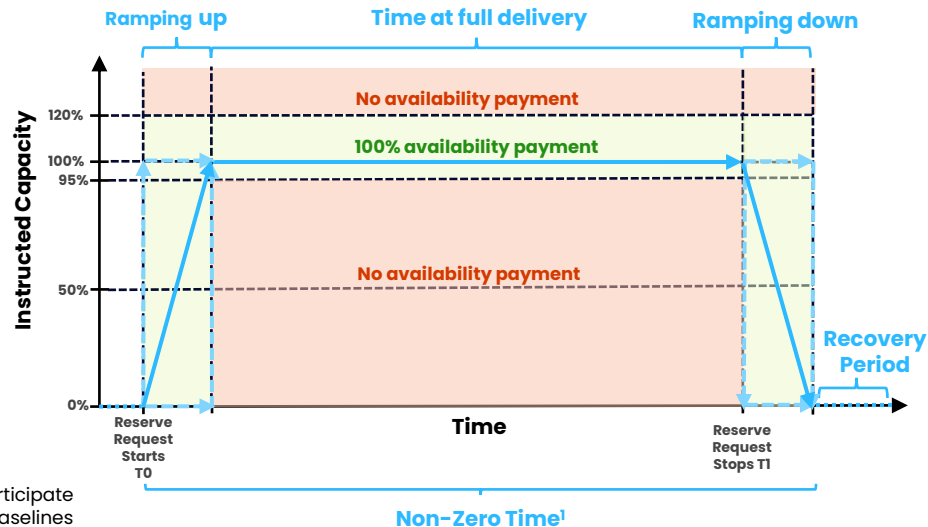 Ramping up
Time at full delivery
Ramping down
No availability payment
120%
100% availability payment
100%
95%
Instructed Capacity
No availability payment
50%
Recovery
Period
0%
Time
Reserve
Request
Starts
T0
Reserve
Request
Stops T1
rticipate
aselines
Non-Zero Time¹